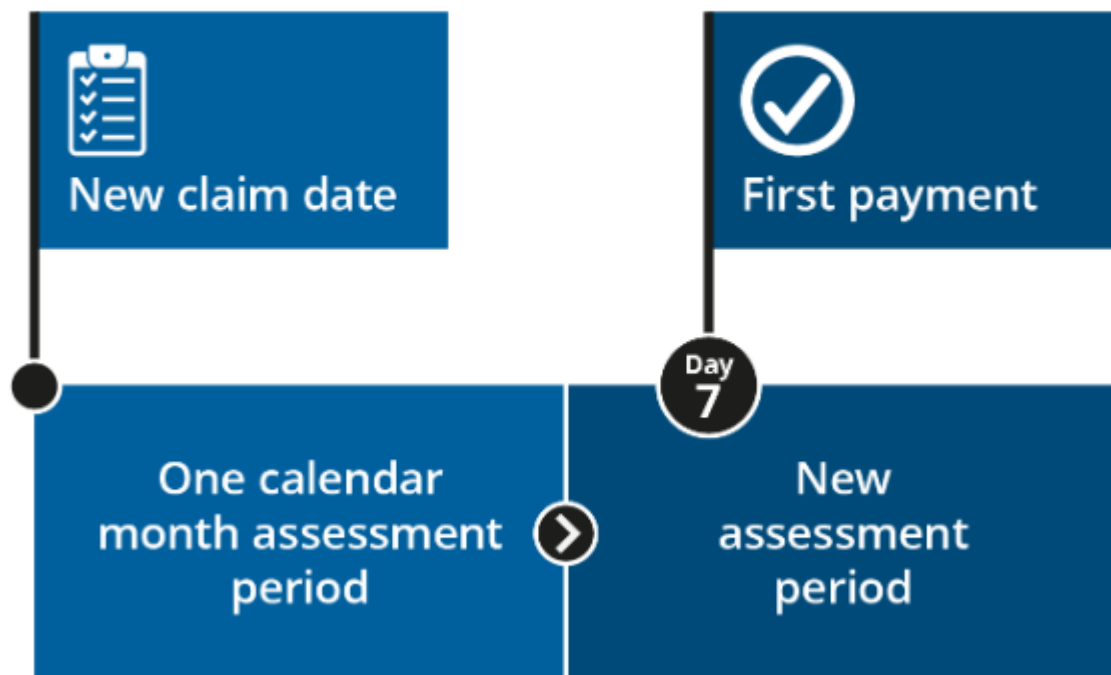 New claim date
First payment
Day
7
One calendar
month assessment
period
New
assessment
period